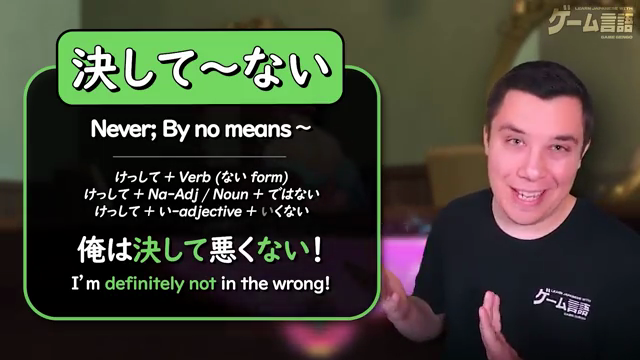 決して〜ない
Never; By no means ~
けっして + Verb (ない form)
けっして + Na-Adj / Noun + ではない
けっして + い-adjective + いくない
俺は決して悪くない!
I'm definitely not in the wrong!
LEARN JAPANESE WITH
ゲーム言語
GAME GENGO
LEARN JAPANESE WITH
ゲーム言語
GAME GENGO